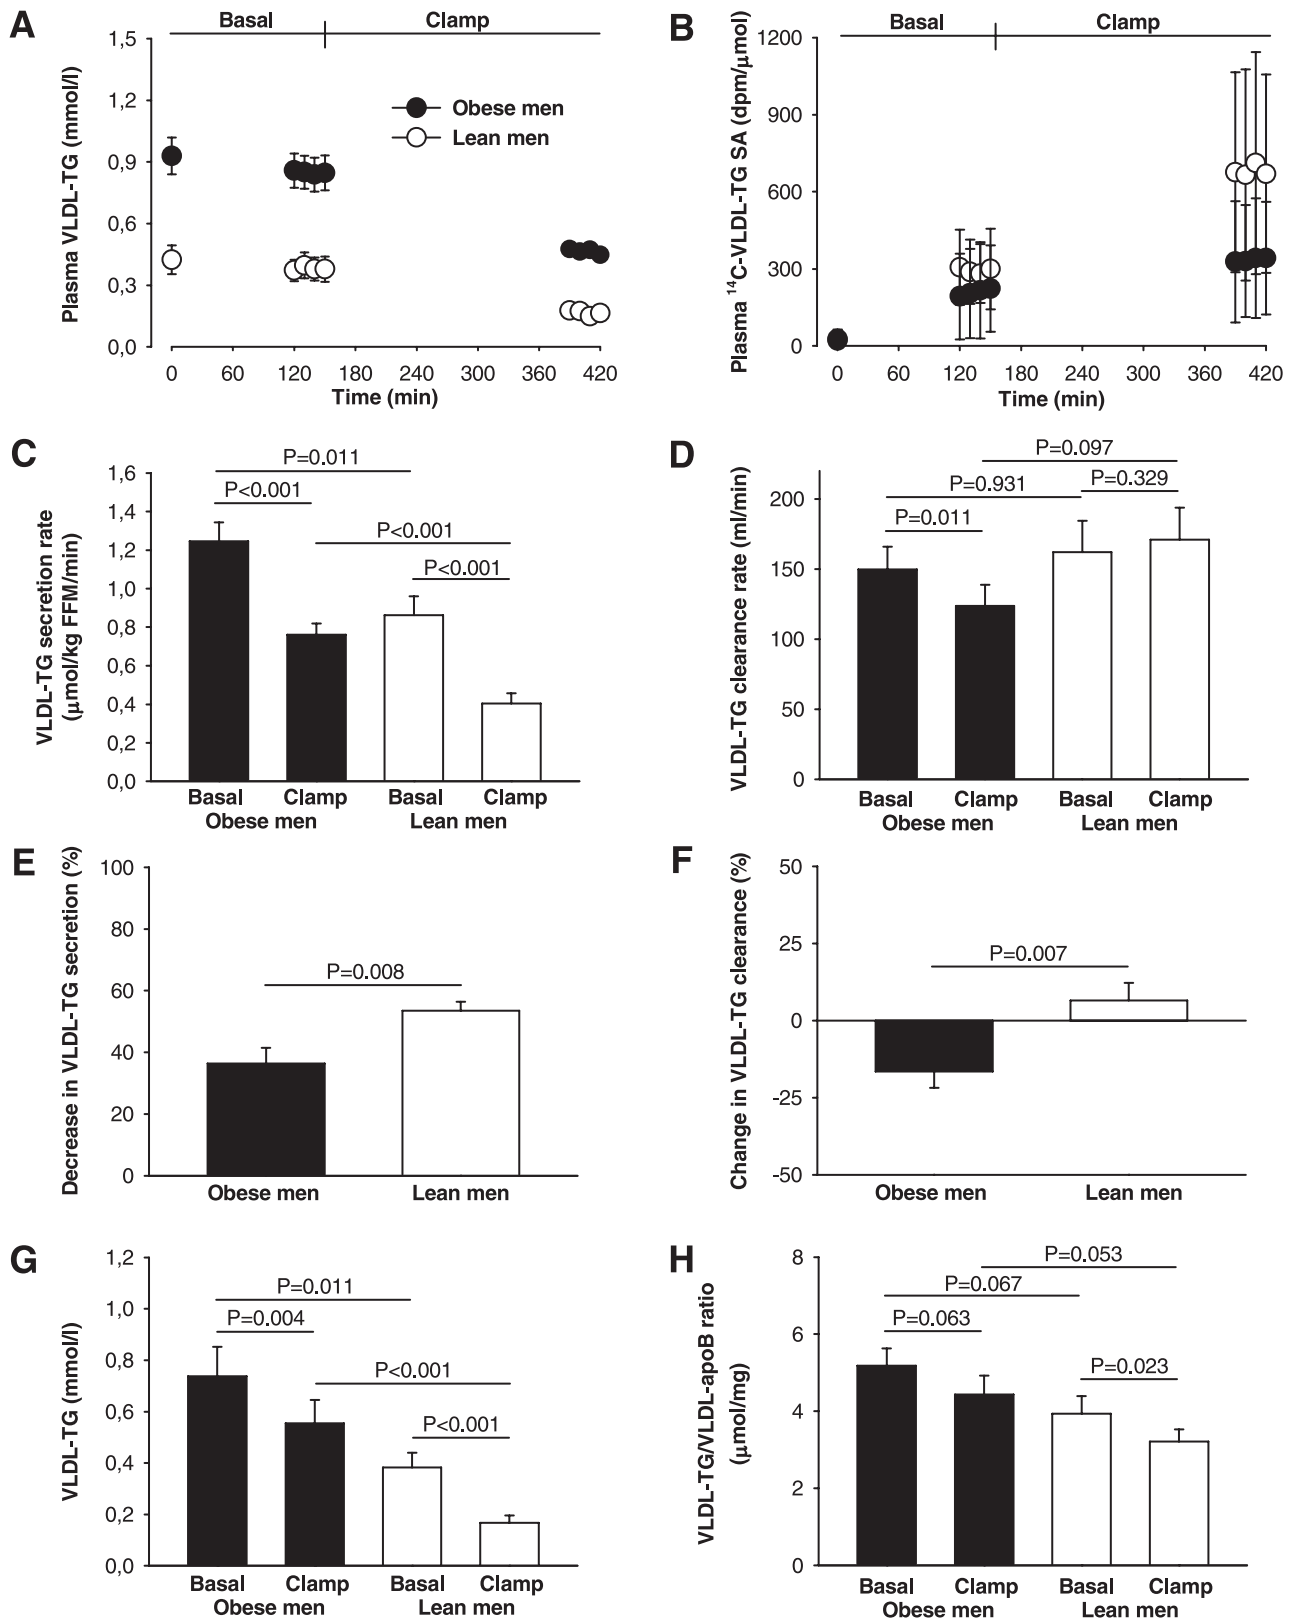 A
Basal
Clamp
Plasma VLDL-TG (mmol/l)
1,5
1,2
0,9
0,6
0,3
0,0
Obese men
Lean men
0 60 120 180 240 300 360 420
Time (min)
B
Basal
Clamp
Plasma ¹⁴C-VLDL-TG SA (dpm/µmol)
1200
900
600
300
0
0 60 120 180 240 300 360 420
Time (min)
C
VLDL-TG secretion rate
(µmol/kg FFM/min)
1,6
1,4
1,2
1,0
0,8
0,6
0,4
0,2
0,0
P=0.011
P<0.001
P<0.001
P<0.001
Basal Clamp Basal Clamp
Obese men Lean men
D
VLDL-TG clearance rate (ml/min)
200
150
100
50
0
P=0.097
P=0.931
P=0.329
P=0.011
Basal Clamp Basal Clamp
Obese men Lean men
E
Decrease in VLDL-TG secretion (%)
100
80
60
40
20
0
P=0.008
Obese men Lean men
F
Change in VLDL-TG clearance (%)
50
25
0
-25
-50
P=0.007
Obese men Lean men
G
VLDL-TG (mmol/l)
1,2
1,0
0,8
0,6
0,4
0,2
0,0
P=0.011
P=0.004
P<0.001
P<0.001
Basal Clamp Basal Clamp
Obese men Lean men
H
VLDL-TG/VLDL-apoB ratio
(µmol/mg)
8
6
4
2
0
P=0.053
P=0.067
P=0.063
P=0.023
Basal Clamp Basal Clamp
Obese men Lean men